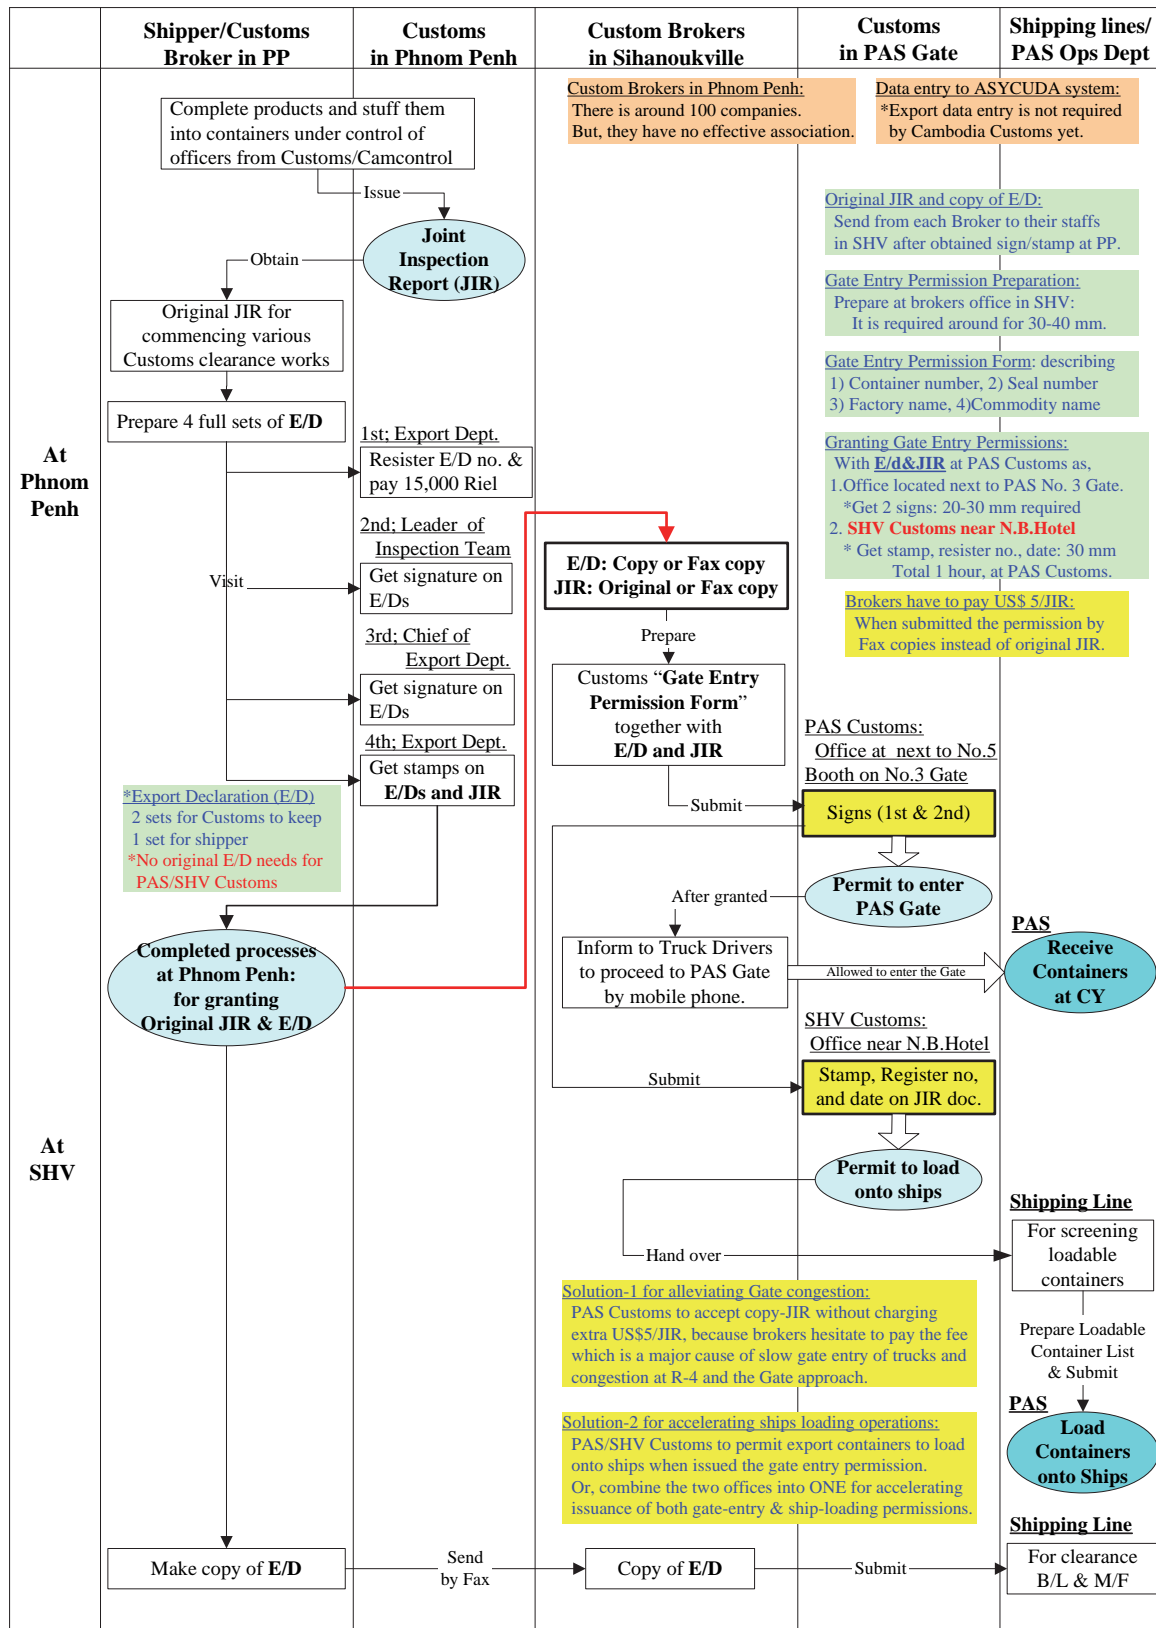 Shipper/Customs
Broker in PP
Customs
in Phnom Penh
Custom Brokers
in Sihanoukville
Customs
in PAS Gate
Shipping lines/
PAS Ops Dept
At
Phnom
Penh
At
SHV
Complete products and stuff them
into containers under control of
officers from Customs/Camcontrol
Issue
Joint
Inspection
Report (JIR)
Obtain
Original JIR for
commencing various
Customs clearance works
Prepare 4 full sets of E/D
Visit
1st; Export Dept.
Resister E/D no. &
pay 15,000 Riel
2nd; Leader of
Inspection Team
Get signature on
E/Ds
3rd; Chief of
Export Dept.
Get signature on
E/Ds
4th; Export Dept.
Get stamps on
E/Ds and JIR
*Export Declaration (E/D)
2 sets for Customs to keep
1 set for shipper
*No original E/D needs for
PAS/SHV Customs
Completed processes
at Phnom Penh:
for granting
Original JIR & E/D
Custom Brokers in Phnom Penh:
There is around 100 companies.
But, they have no effective association.
Data entry to ASYCUDA system:
*Export data entry is not required
by Cambodia Customs yet.
Original JIR and copy of E/D:
Send from each Broker to their staffs
in SHV after obtained sign/stamp at PP.
Gate Entry Permission Preparation:
Prepare at brokers office in SHV:
It is required around for 30-40 mm.
Gate Entry Permission Form: describing
1) Container number, 2) Seal number
3) Factory name, 4)Commodity name
Granting Gate Entry Permissions:
With E/d&JIR at PAS Customs as,
1.Office located next to PAS No. 3 Gate.
*Get 2 signs: 20-30 mm required
2. SHV Customs near N.B.Hotel
* Get stamp, resister no., date: 30 mm
Total 1 hour, at PAS Customs.
Brokers have to pay US$ 5/JIR:
When submitted the permission by
Fax copies instead of original JIR.
E/D: Copy or Fax copy
JIR: Original or Fax copy
Prepare
Customs “Gate Entry
Permission Form”
together with
E/D and JIR
Submit
PAS Customs:
Office at next to No.5
Booth on No.3 Gate
Signs (1st & 2nd)
Permit to enter
PAS Gate
After granted
Inform to Truck Drivers
to proceed to PAS Gate
by mobile phone.
Allowed to enter the Gate
PAS
Receive
Containers
at CY
SHV Customs:
Office near N.B.Hotel
Submit
Stamp, Register no,
and date on JIR doc.
Permit to load
onto ships
Hand over
Shipping Line
For screening
loadable
containers
Prepare Loadable
Container List
& Submit
PAS
Load
Containers
onto Ships
Solution-1 for alleviating Gate congestion:
PAS Customs to accept copy-JIR without charging
extra US$5/JIR, because brokers hesitate to pay the fee
which is a major cause of slow gate entry of trucks and
congestion at R-4 and the Gate approach.
Solution-2 for accelerating ships loading operations:
PAS/SHV Customs to permit export containers to load
onto ships when issued the gate entry permission.
Or, combine the two offices into ONE for accelerating
issuance of both gate-entry & ship-loading permissions.
Make copy of E/D
Send
by Fax
Copy of E/D
Submit
Shipping Line
For clearance
B/L & M/F